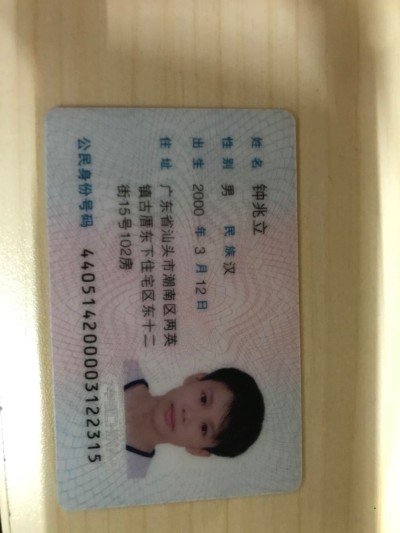 姓名 钟兆立
性别 男 民族 汉
出生 2000 年 3 月 12 日
住址 广东省汕头市潮南区两英
镇古厝东下住宅区东十二
街15号102房
公民身份号码 440514200003122315